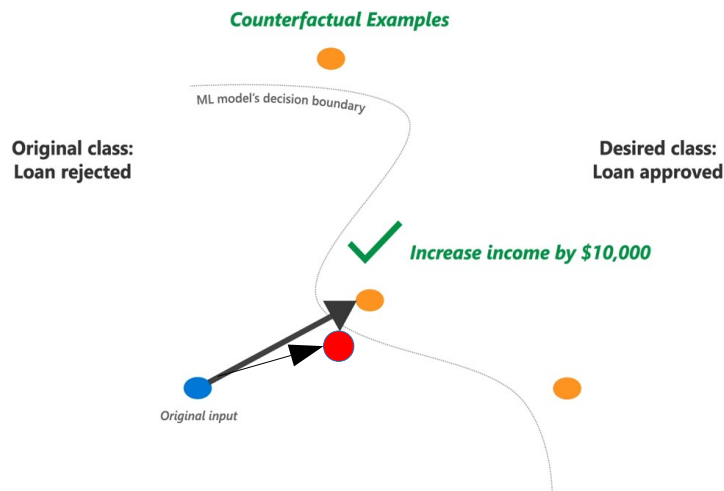 Counterfactual Examples
ML model's decision boundary
Original class:
Loan rejected
Desired class:
Loan approved
Increase income by $10,000
Original input